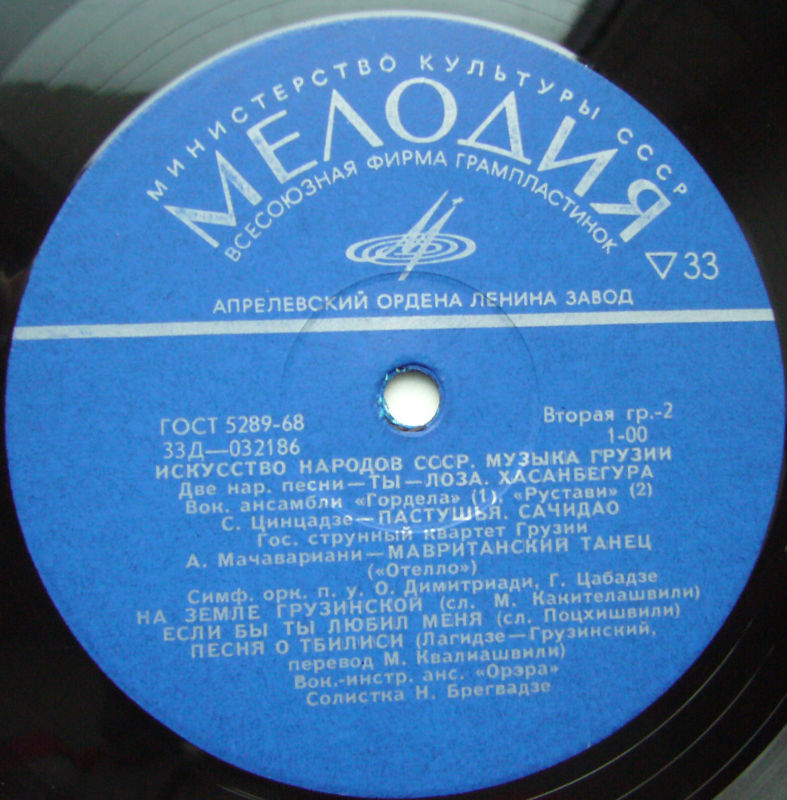 МИНИСТЕРСТВО КУЛЬТУРЫ СССР
МЕЛОДИЯ
ВСЕСОЮЗНАЯ ФИРМА ГРАМПЛАСТИНОК
▽33
АПРЕЛЕВСКИЙ ОРДЕНА ЛЕНИНА ЗАВОД
ГОСТ 5289-68
Вторая гр.-2
33Д—032186
1-00
ИСКУССТВО НАРОДОВ СССР. МУЗЫКА ГРУЗИИ
Две нар. песни—ТЫ—ЛОЗА. ХАСАНБЕГУРА
Вок. ансамбли «Гордела» (1), «Рустави» (2)
С. Цинцадзе—ПАСТУШЬЯ. САЧИДАО
Гос. струнный квартет Грузии
А. Мачавариани—МАВРИТАНСКИЙ ТАНЕЦ
(«Отелло»)
Симф. орк. п. у. О. Димитриади, Г. Цабадзе
НА ЗЕМЛЕ ГРУЗИНСКОЙ (сл. М. Какителашвили)
ЕСЛИ БЫ ТЫ ЛЮБИЛ МЕНЯ (сл. Поцхишвили)
ПЕСНЯ О ТБИЛИСИ (Лагидзе—Грузинский,
перевод М. Квалиашвили)
Вок.-инстр. анс. «Орэра»
Солистка Н. Брегвадзе